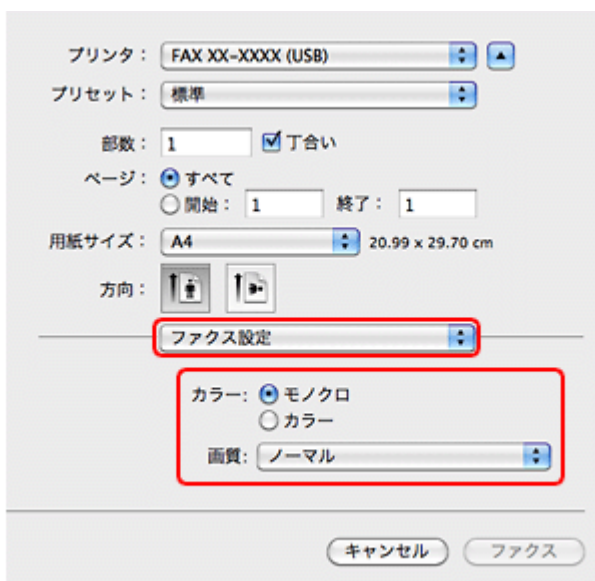 プリンタ： FAX XX-XXXX (USB)
プリセット： 標準
部数： 1 丁合い
ページ： すべて
開始： 1 終了： 1
用紙サイズ： A4 20.99 x 29.70 cm
方向：
ファクス設定
カラー: モノクロ
カラー
画質: ノーマル
キャンセル ファクス